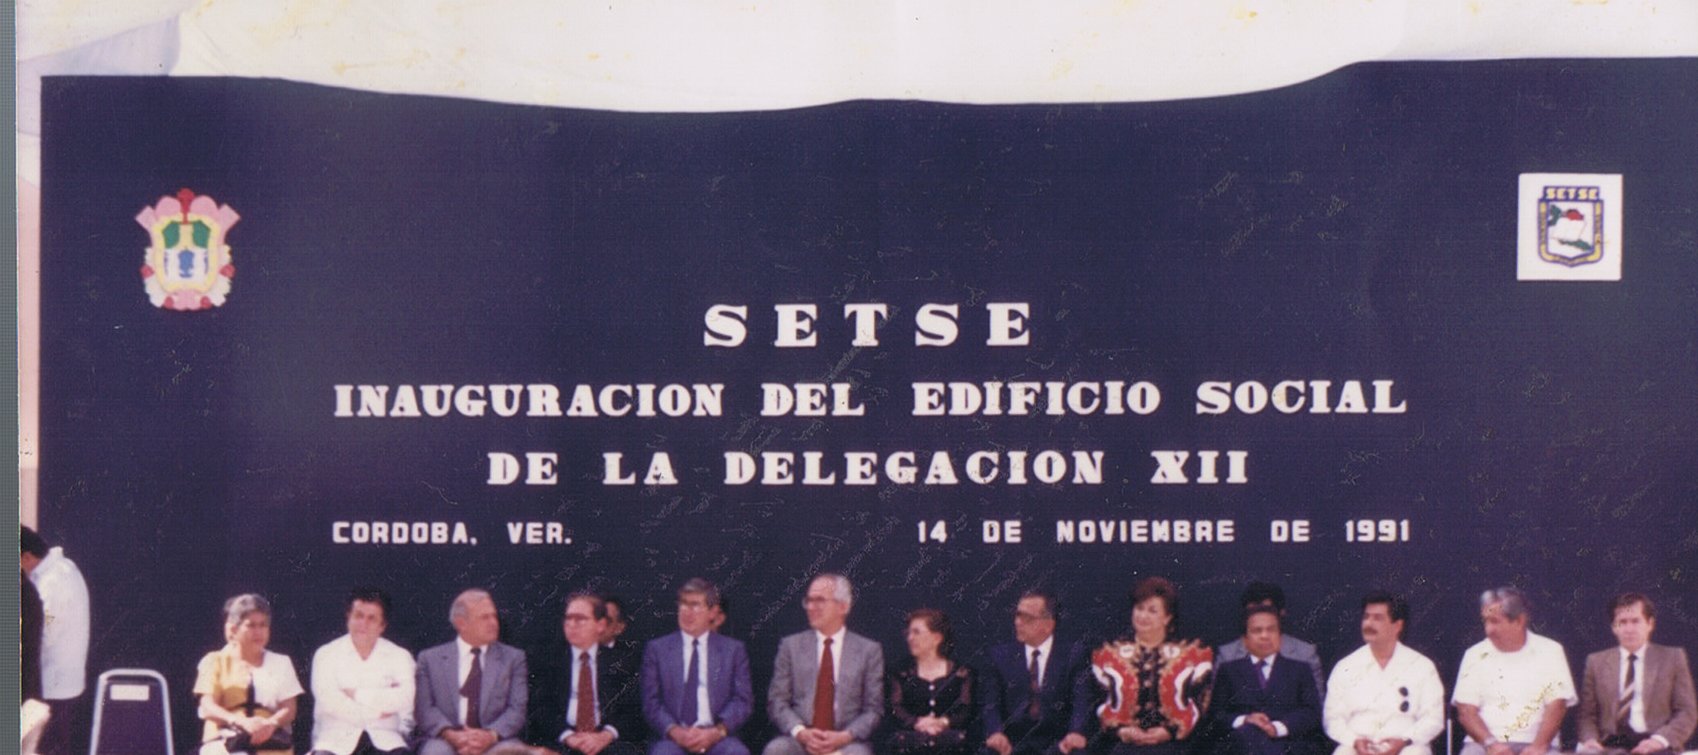 SETSE
SETSE
INAUGURACION DEL EDIFICIO SOCIAL
DE LA DELEGACION XII
CORDOBA, VER. 14 DE NOVIEMBRE DE 1991